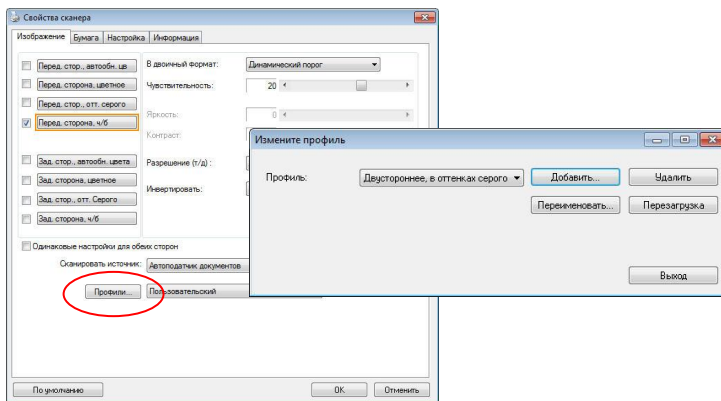 Свойства сканера
Изображение Бумага Настройка Информация
Перед. стор., автообн. цв
В двоичный формат: Динамический порог
Перед. сторона, цветное
Чувствительность: 20
Перед. стор., отт. серого
Яркость: 0
Перед. сторона, ч/б
Контраст:
Зад. стор., автообн. цвета
Разрешение (т/д) :
Зад. сторона, цветное
Инвертировать:
Зад. стор., отт. Серого
Зад. сторона, ч/б
Одинаковые настройки для обеих сторон
Сканировать источник: Автоподатчик документов
Профили... Пользовательский
По умолчанию OK Отменить
Измените профиль
Профиль: Двустороннее, в оттенках серого Добавить... Удалить
Переименовать... Перезагрузка
Выход